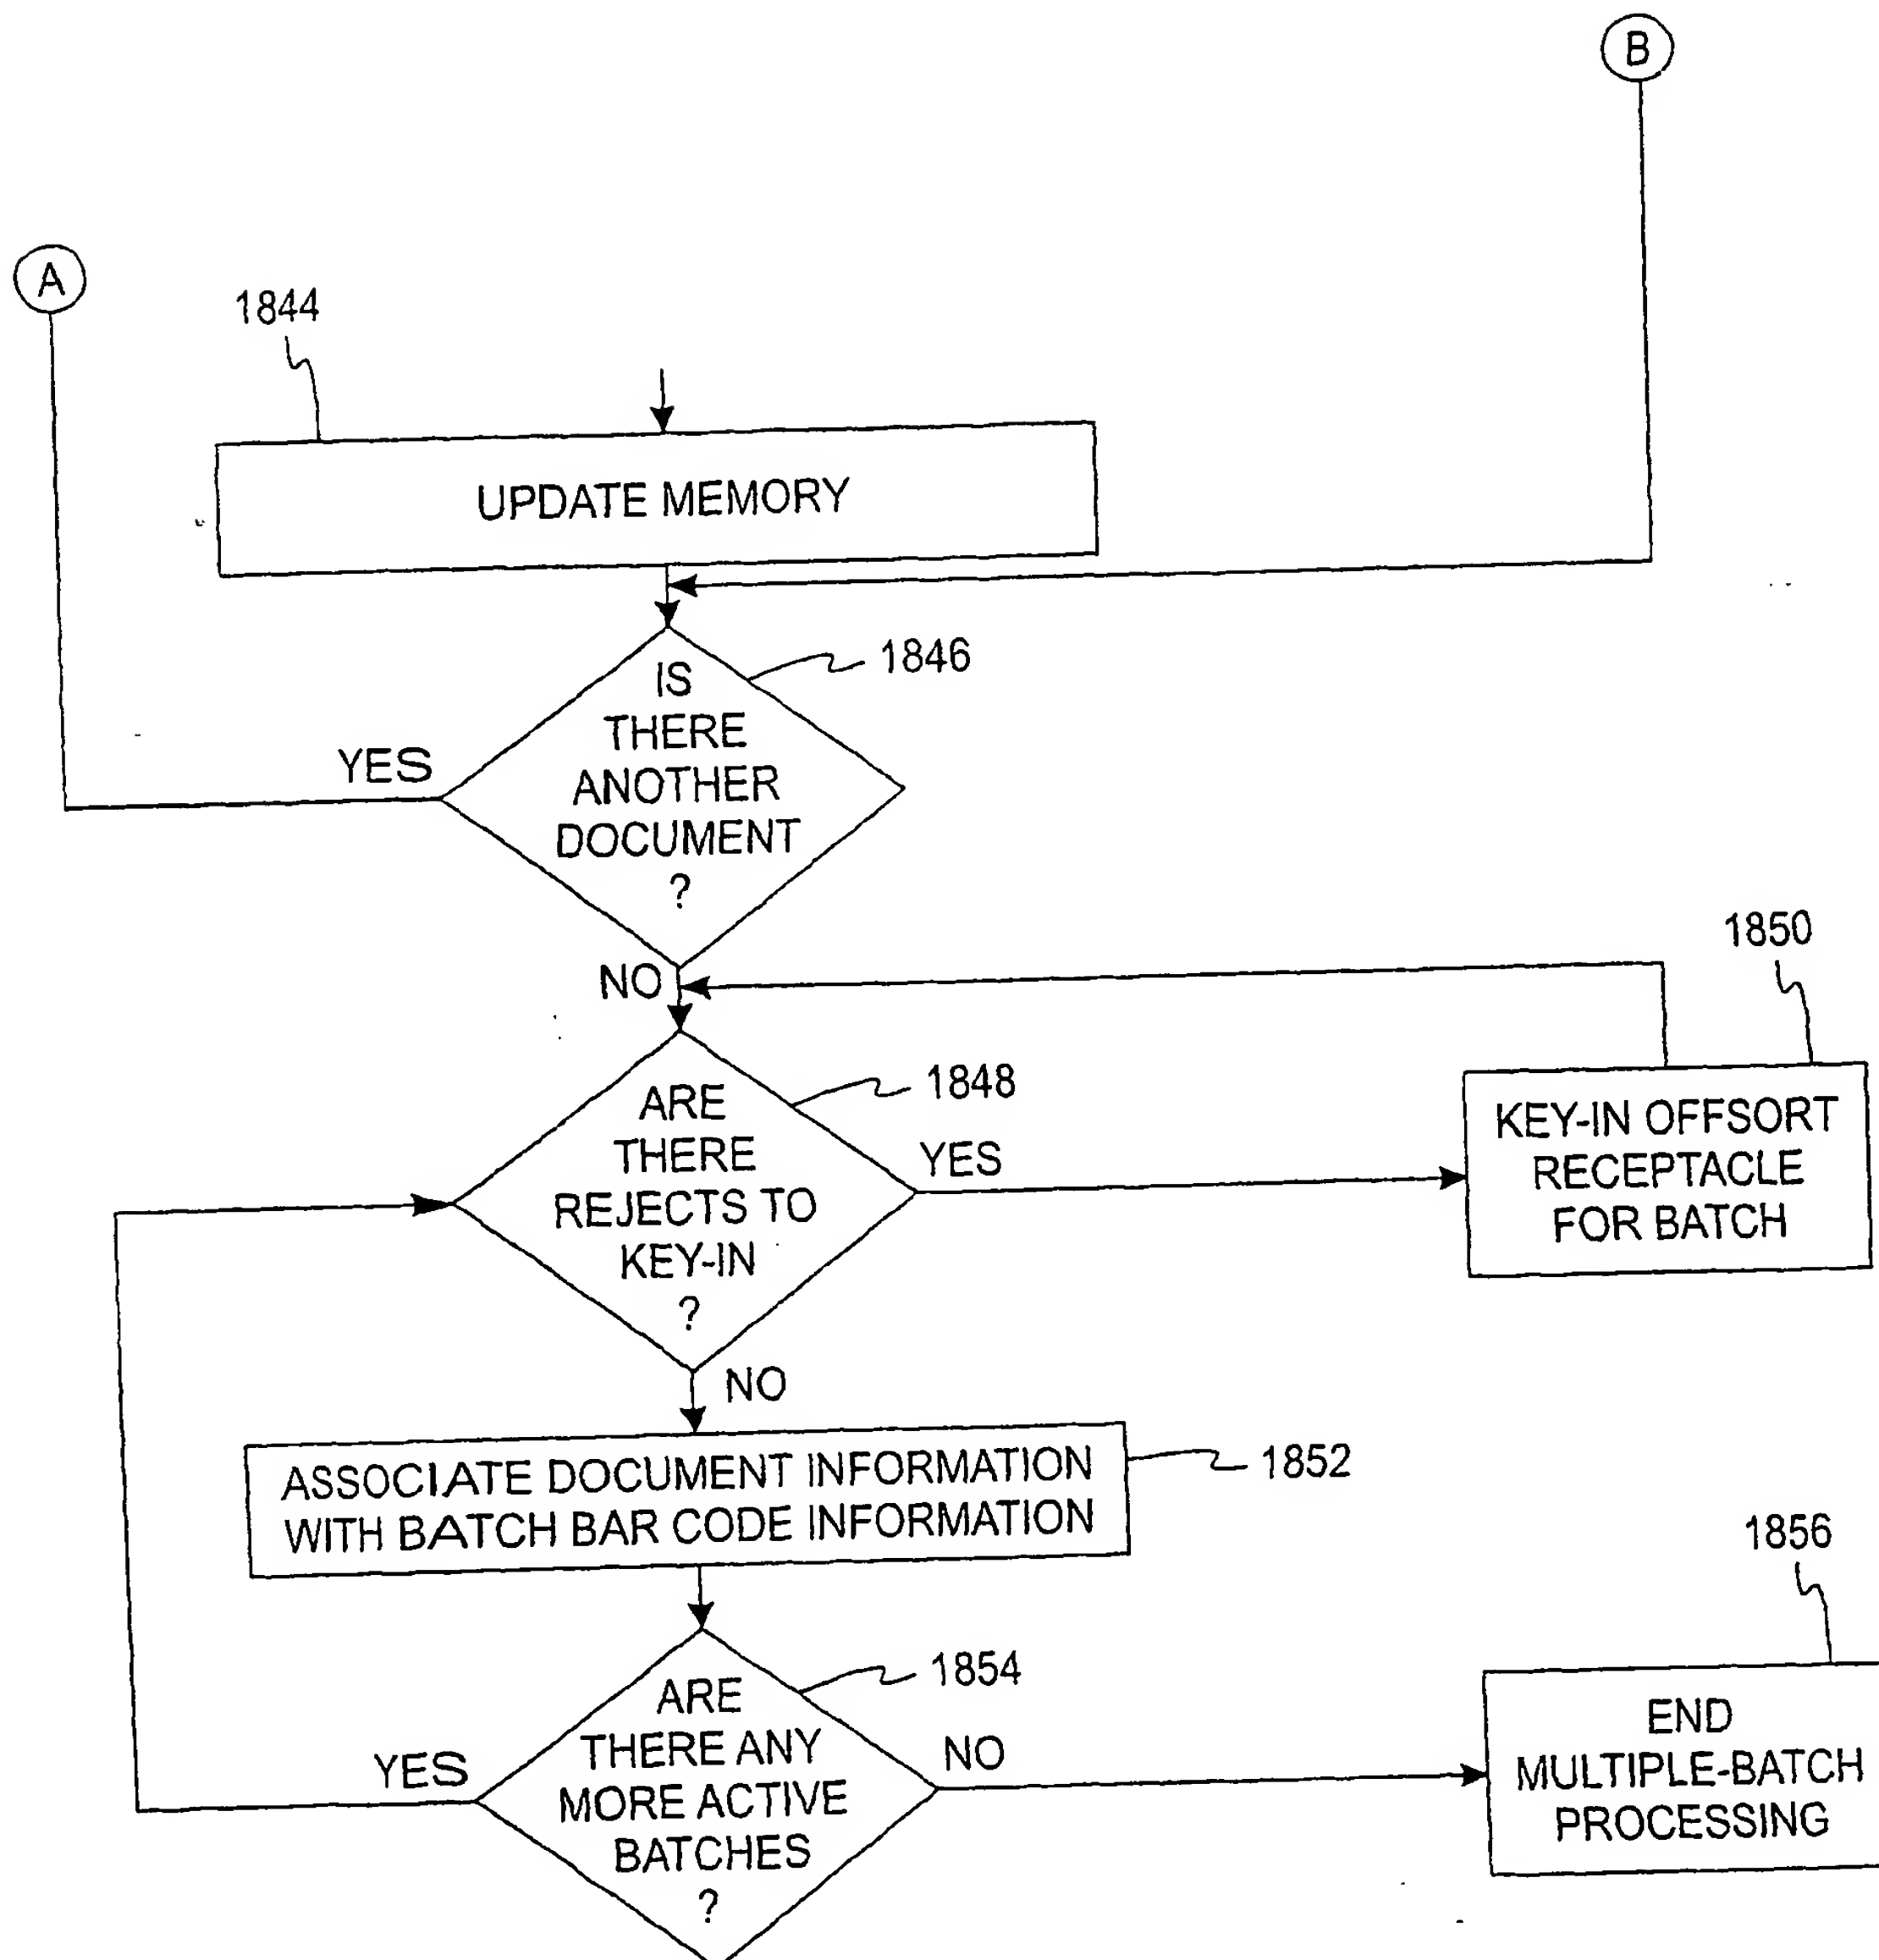 B
A
1844
UPDATE MEMORY
1846
IS
THERE
ANOTHER
DOCUMENT
?
YES
NO
1850
1848
ARE
THERE
REJECTS TO
KEY-IN
?
YES
KEY-IN OFFSORT
RECEPTACLE
FOR BATCH
NO
ASSOCIATE DOCUMENT INFORMATION
WITH BATCH BAR CODE INFORMATION
1852
1856
1854
ARE
THERE ANY
MORE ACTIVE
BATCHES
?
YES
NO
END
MULTIPLE-BATCH
PROCESSING